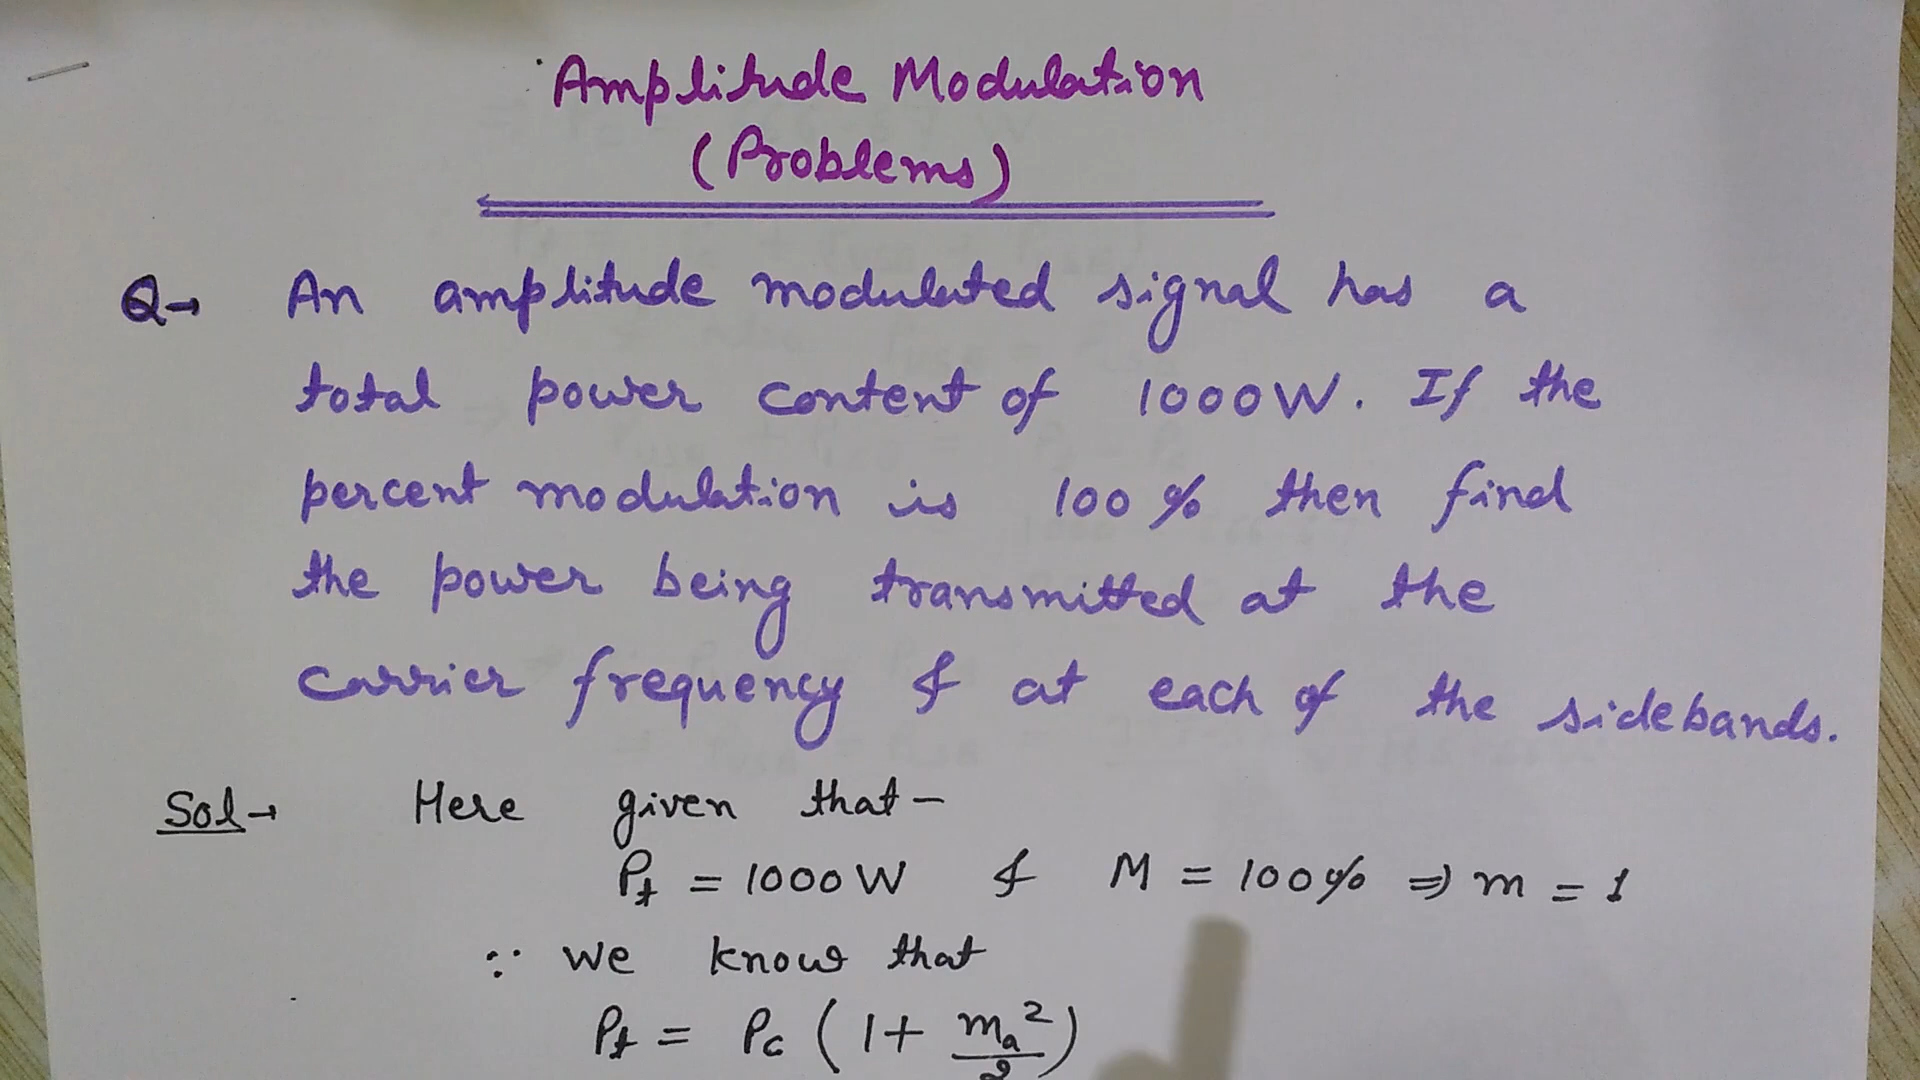 Amplitude Modulation
(Problems)
Q→ An amplitude modulated signal has a
total power content of 1000W. If the
percent modulation is 100% then find
the power being transmitted at the
carrier frequency & at each of the sidebands.
Sol→ Here given that-
Pt = 1000W & M = 100% ⇒ m = 1
∵ we know that
Pt = Pc (1 + ma²/2)